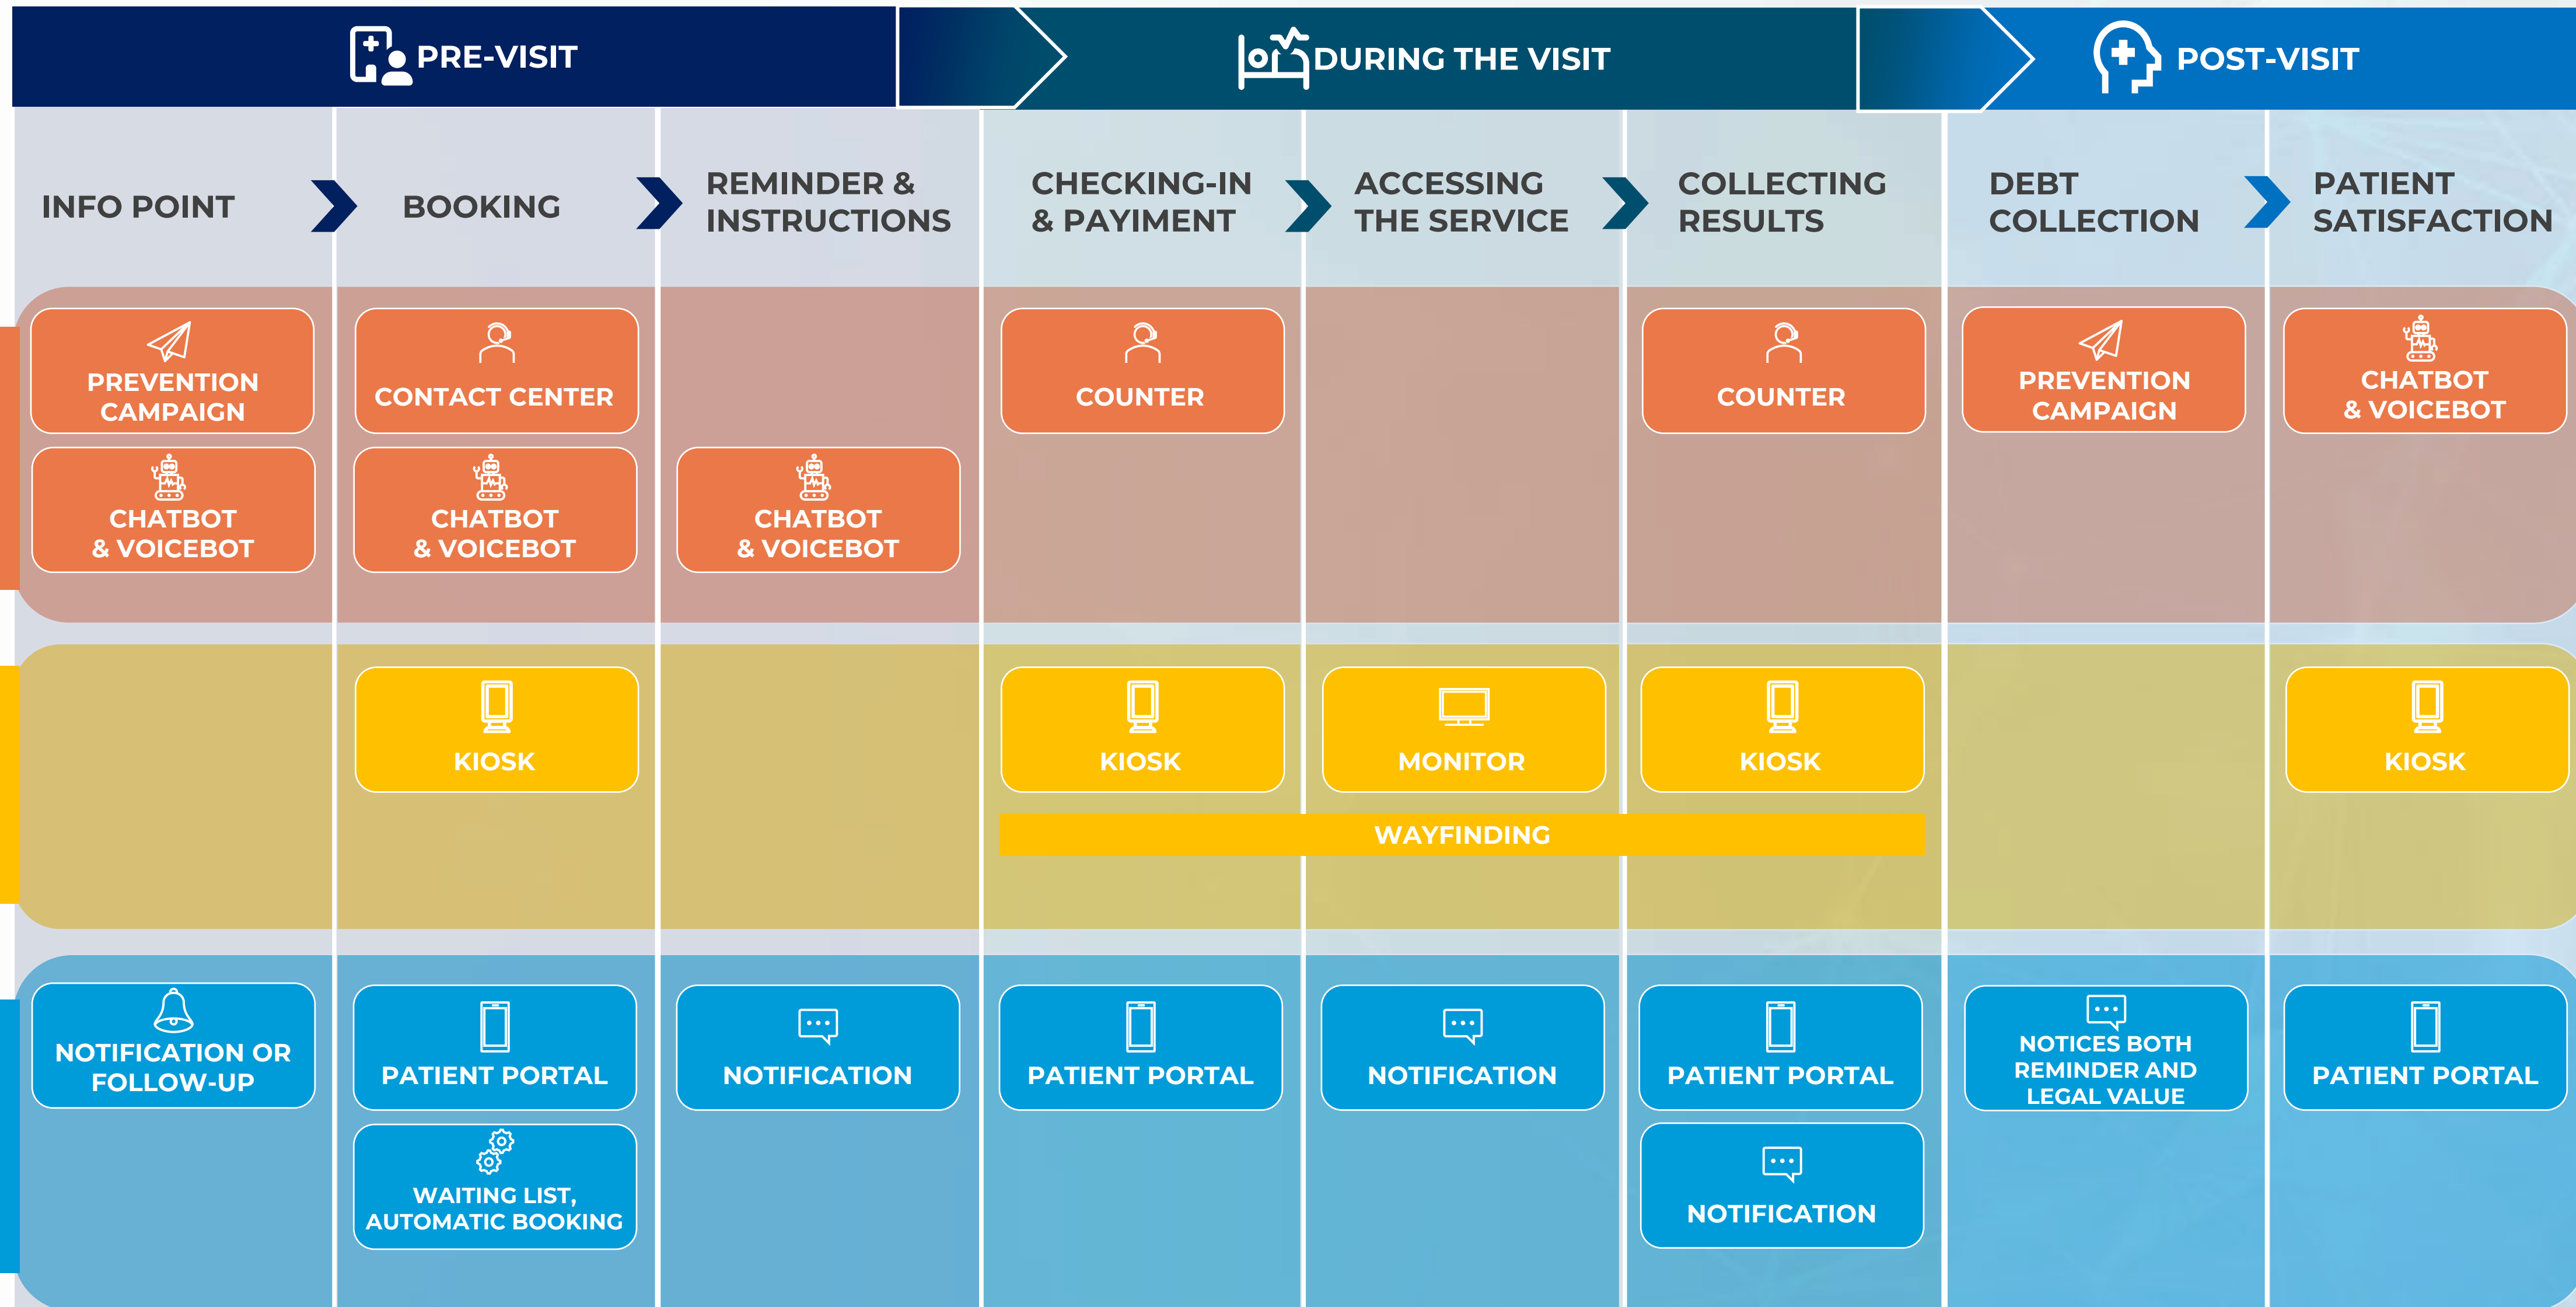 PRE-VISIT
DURING THE VISIT
POST-VISIT
INFO POINT
BOOKING
REMINDER &
INSTRUCTIONS
CHECKING-IN
& PAYIMENT
ACCESSING
THE SERVICE
COLLECTING
RESULTS
DEBT
COLLECTION
PATIENT
SATISFACTION
PREVENTION
CAMPAIGN
CONTACT CENTER
COUNTER
COUNTER
PREVENTION
CAMPAIGN
CHATBOT
& VOICEBOT
CHATBOT
& VOICEBOT
CHATBOT
& VOICEBOT
CHATBOT
& VOICEBOT
KIOSK
KIOSK
MONITOR
KIOSK
KIOSK
WAYFINDING
NOTIFICATION OR
FOLLOW-UP
PATIENT PORTAL
NOTIFICATION
PATIENT PORTAL
NOTIFICATION
PATIENT PORTAL
NOTICES BOTH
REMINDER AND
LEGAL VALUE
PATIENT PORTAL
WAITING LIST,
AUTOMATIC BOOKING
NOTIFICATION